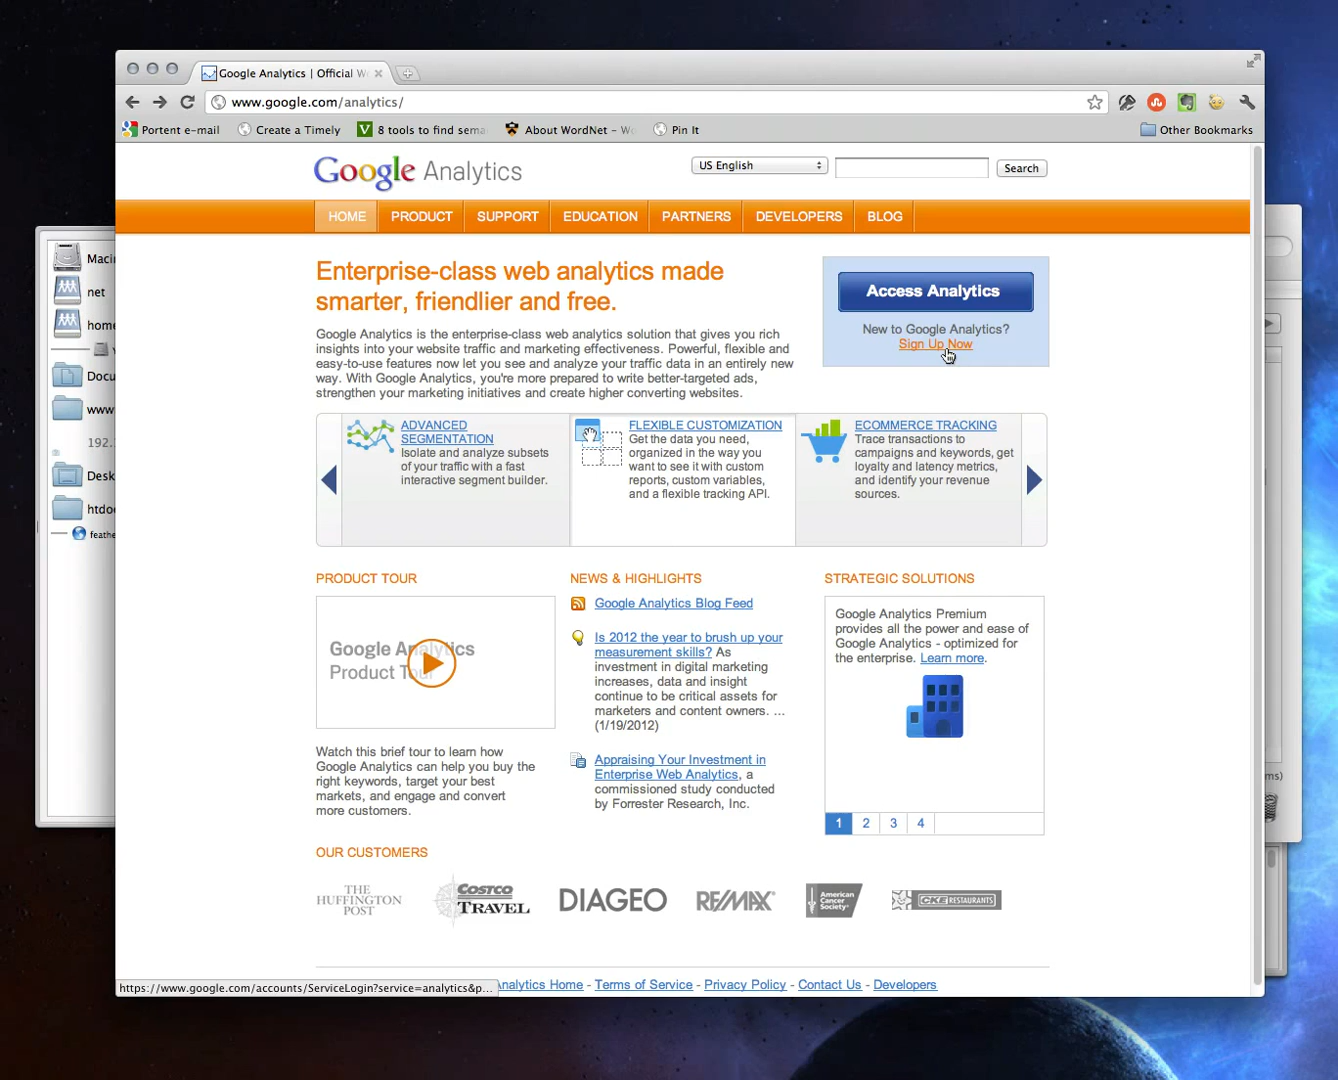 Google Analytics | Official W
www.google.com/analytics/
Portent e-mail
Create a Timely
8 tools to find sema
About WordNet - Wo
Pin It
Other Bookmarks
Google Analytics
US English
Search
HOME
PRODUCT
SUPPORT
EDUCATION
PARTNERS
DEVELOPERS
BLOG
Enterprise-class web analytics made
smarter, friendlier and free.
Google Analytics is the enterprise-class web analytics solution that gives you rich
insights into your website traffic and marketing effectiveness. Powerful, flexible and
easy-to-use features now let you see and analyze your traffic data in an entirely new
way. With Google Analytics, you're more prepared to write better-targeted ads,
strengthen your marketing initiatives and create higher converting websites.
Access Analytics
New to Google Analytics?
Sign Up Now
ADVANCED
SEGMENTATION
Isolate and analyze subsets
of your traffic with a fast
interactive segment builder.
FLEXIBLE CUSTOMIZATION
Get the data you need,
organized in the way you
want to see it with custom
reports, custom variables,
and a flexible tracking API.
ECOMMERCE TRACKING
Trace transactions to
campaigns and keywords, get
loyalty and latency metrics,
and identify your revenue
sources.
PRODUCT TOUR
Google Analytics
Product Tour
Watch this brief tour to learn how
Google Analytics can help you buy the
right keywords, target your best
markets, and engage and convert
more customers.
NEWS & HIGHLIGHTS
Google Analytics Blog Feed
Is 2012 the year to brush up your
measurement skills? As
investment in digital marketing
increases, data and insight
continue to be critical assets for
marketers and content owners. ...
(1/19/2012)
Appraising Your Investment in
Enterprise Web Analytics, a
commissioned study conducted
by Forrester Research, Inc.
STRATEGIC SOLUTIONS
Google Analytics Premium
provides all the power and ease of
Google Analytics - optimized for
the enterprise. Learn more.
1 2 3 4
OUR CUSTOMERS
THE
HUFFINGTON
POST
COSTCO
TRAVEL
DIAGEO
RE/MAX
American
Cancer
Society
CKE RESTAURANTS
https://www.google.com/accounts/ServiceLogin?service=analytics&p...
Analytics Home - Terms of Service - Privacy Policy - Contact Us - Developers
Macin
net
home
Docu
www
192.
Desk
htdoc
feathe
ms)